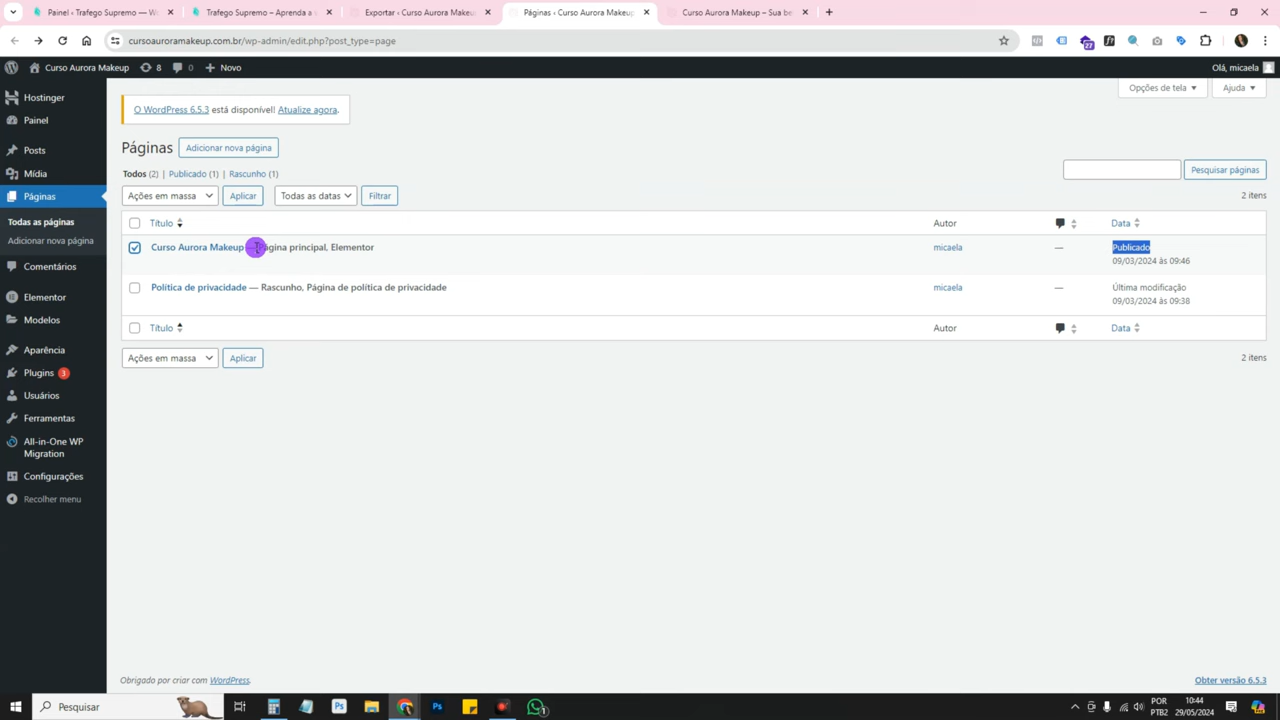 Painel ‹ Trafego Supremo — W
Trafego Supremo – Aprenda a
Exportar ‹ Curso Aurora Makeu
Páginas ‹ Curso Aurora Makeup
Curso Aurora Makeup – Sua be
cursoauroramakeup.com.br/wp-admin/edit.php?post_type=page
27
Curso Aurora Makeup
8
0
Novo
Olá, micaela
Opções de tela
Ajuda
Hostinger
Painel
Posts
Mídia
Páginas
Todas as páginas
Adicionar nova página
Comentários
Elementor
Modelos
Aparência
Plugins 3
Usuários
Ferramentas
All-in-One WP
Migration
Configurações
Recolher menu
O WordPress 6.5.3 está disponível! Atualize agora.
Páginas
Adicionar nova página
Todos (2) | Publicado (1) | Rascunho (1)
Pesquisar páginas
Ações em massa
Aplicar
Todas as datas
Filtrar
2 itens
Título
Autor
Data
Curso Aurora Makeup — Página principal, Elementor
micaela
—
Publicado
09/03/2024 às 09:46
Política de privacidade — Rascunho, Página de política de privacidade
micaela
—
Última modificação
09/03/2024 às 09:38
Título
Autor
Data
Ações em massa
Aplicar
2 itens
Obrigado por criar com WordPress.
Obter versão 6.5.3
Pesquisar
POR
PTB2
10:44
29/05/2024